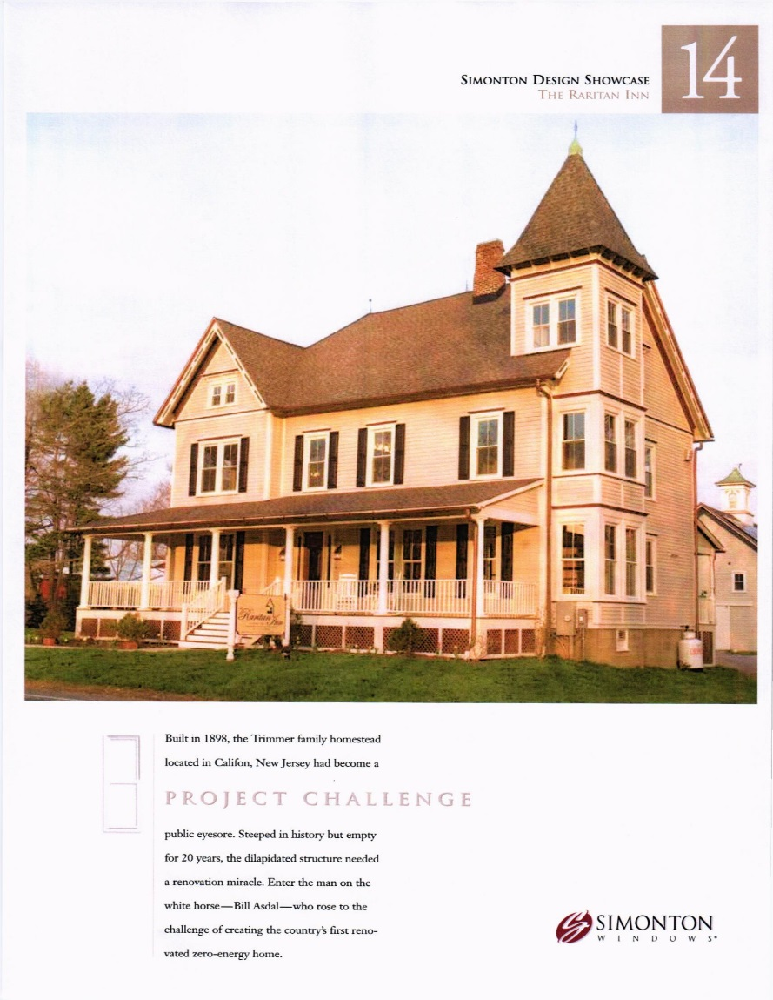 SIMONTON DESIGN SHOWCASE
THE RARITAN INN
14
Raritan Inn
Built in 1898, the Trimmer family homestead
located in Califon, New Jersey had become a
PROJECT CHALLENGE
public eyesore. Steeped in history but empty
for 20 years, the dilapidated structure needed
a renovation miracle. Enter the man on the
white horse—Bill Asdal—who rose to the
challenge of creating the country's first reno-
vated zero-energy home.
SIMONTON
WINDOWS®